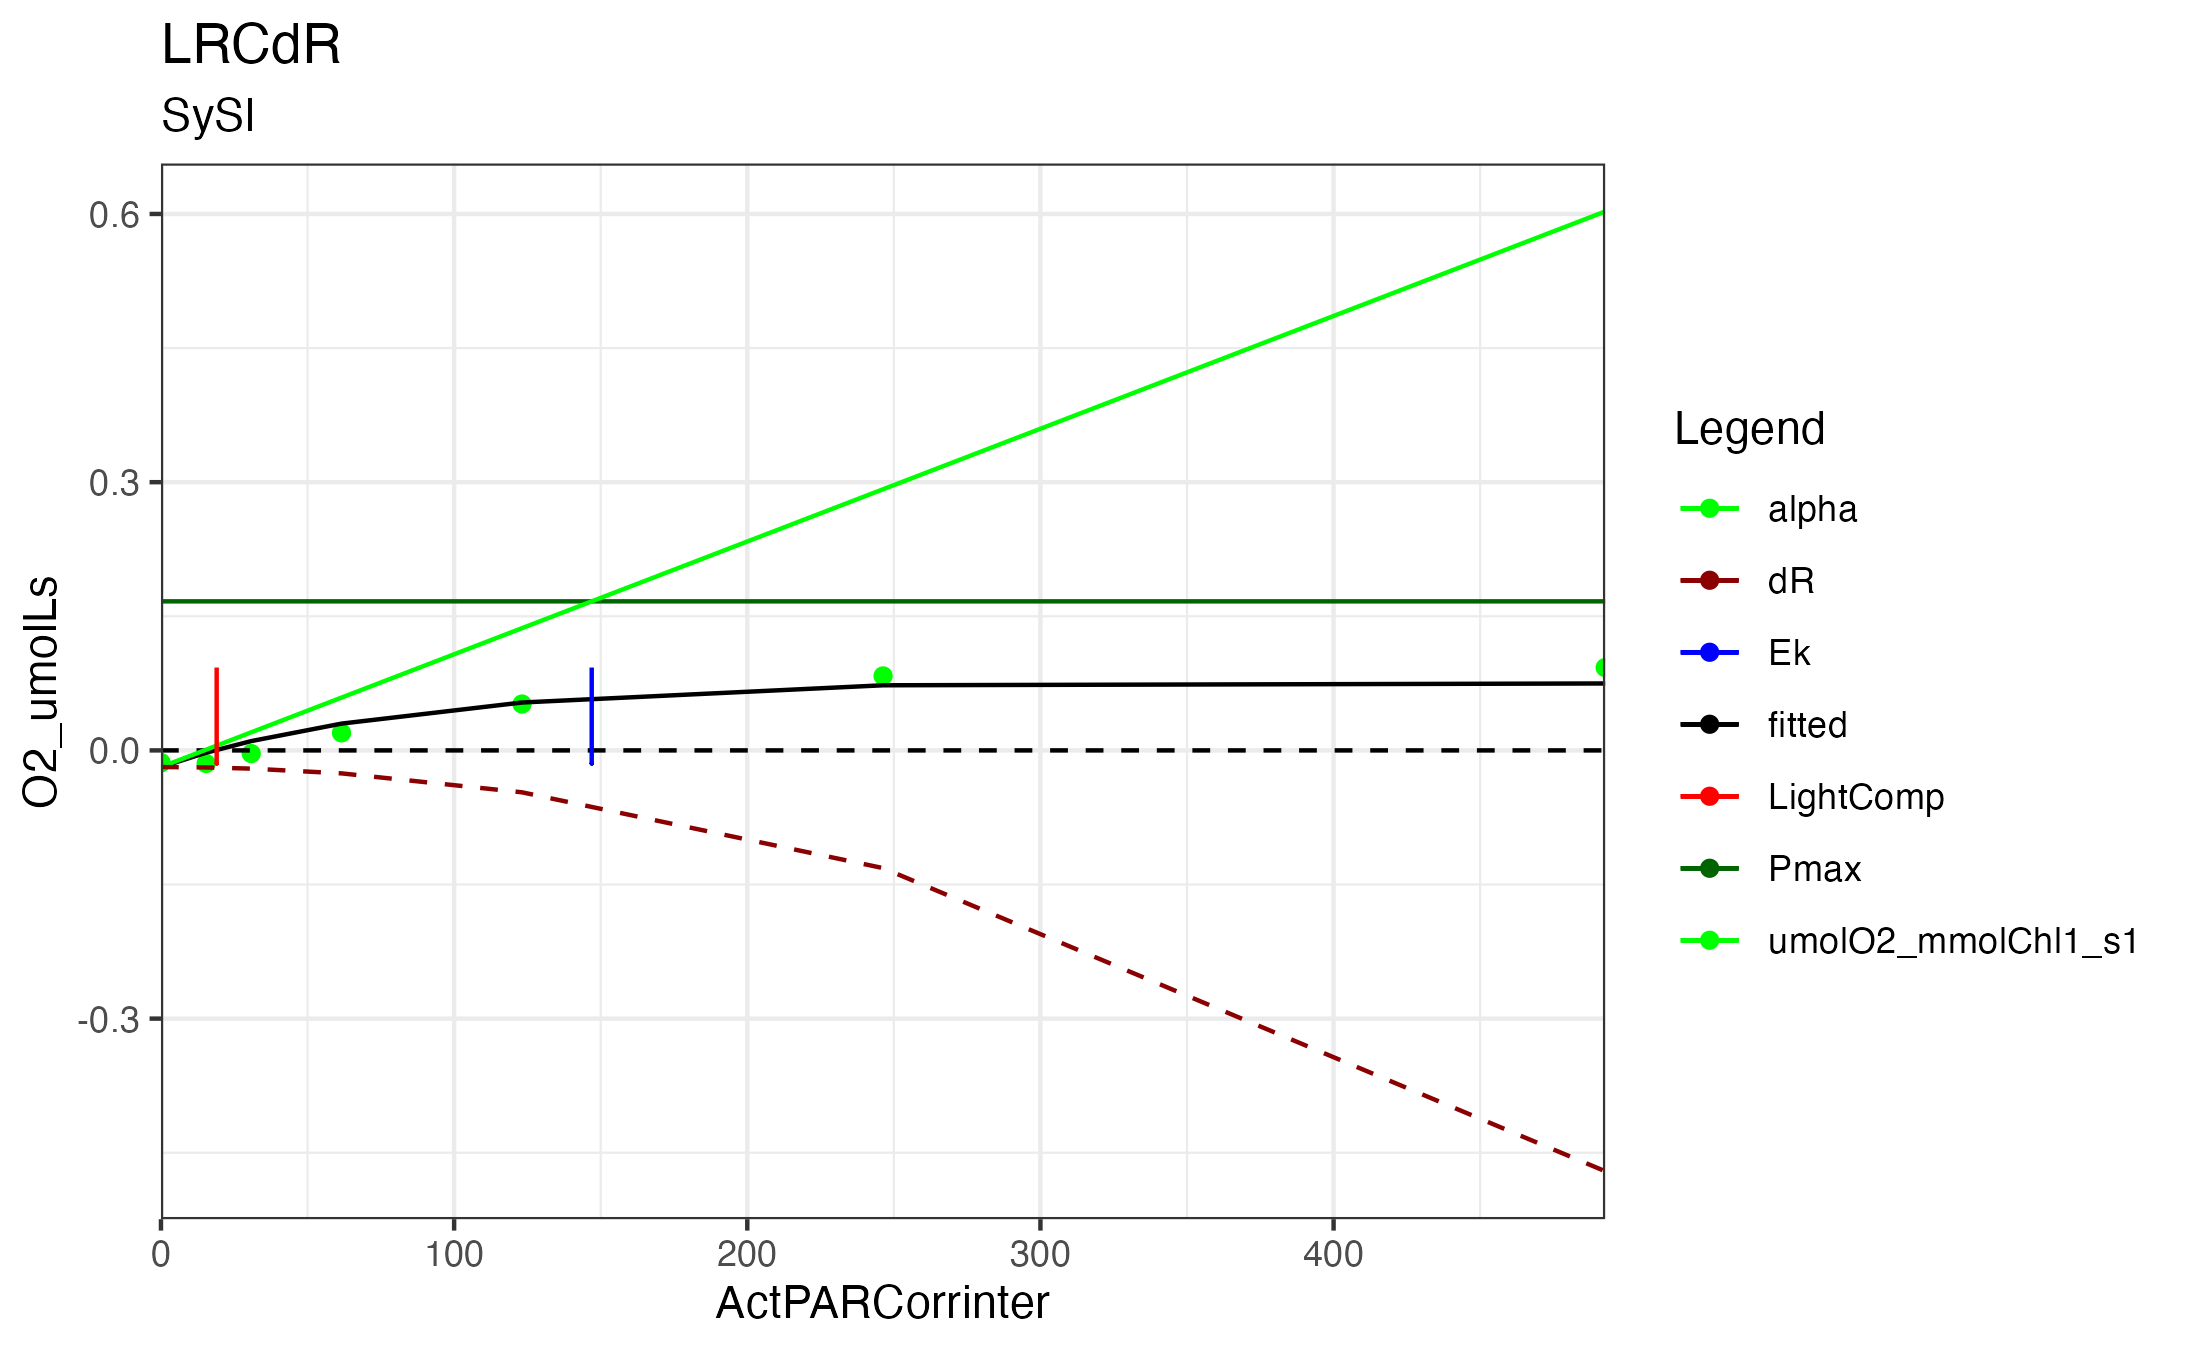 LRCdR
SySl
O2_umolLs
0.6
0.3
0.0
-0.3
0
100
200
300
400
ActPARCorrinter
Legend
alpha
dR
Ek
fitted
LightComp
Pmax
umolO2_mmolChl1_s1